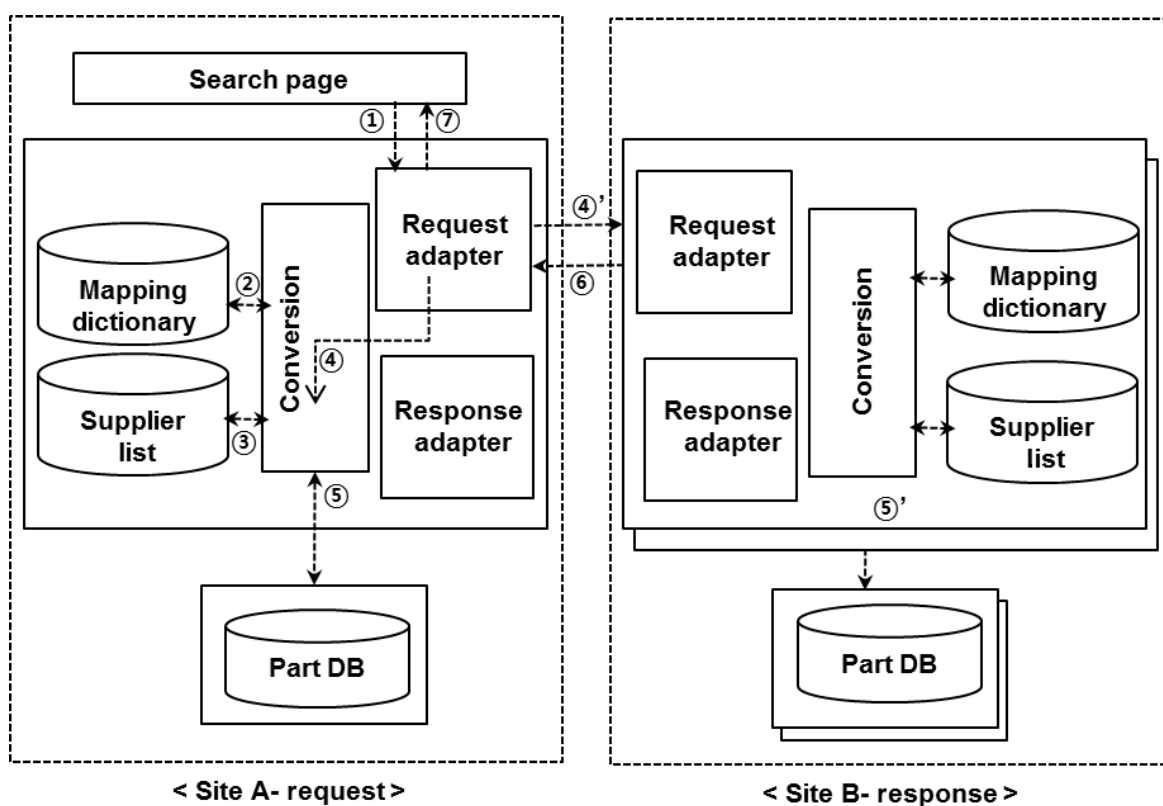 Search page
① ⑦
Request
adapter
Mapping
dictionary
②
Conversion
④
Supplier
list
③
Response
adapter
⑤
Part DB
< Site A- request >
④’
⑥
Request
adapter
Conversion
Mapping
dictionary
Response
adapter
Supplier
list
⑤’
Part DB
< Site B- response >